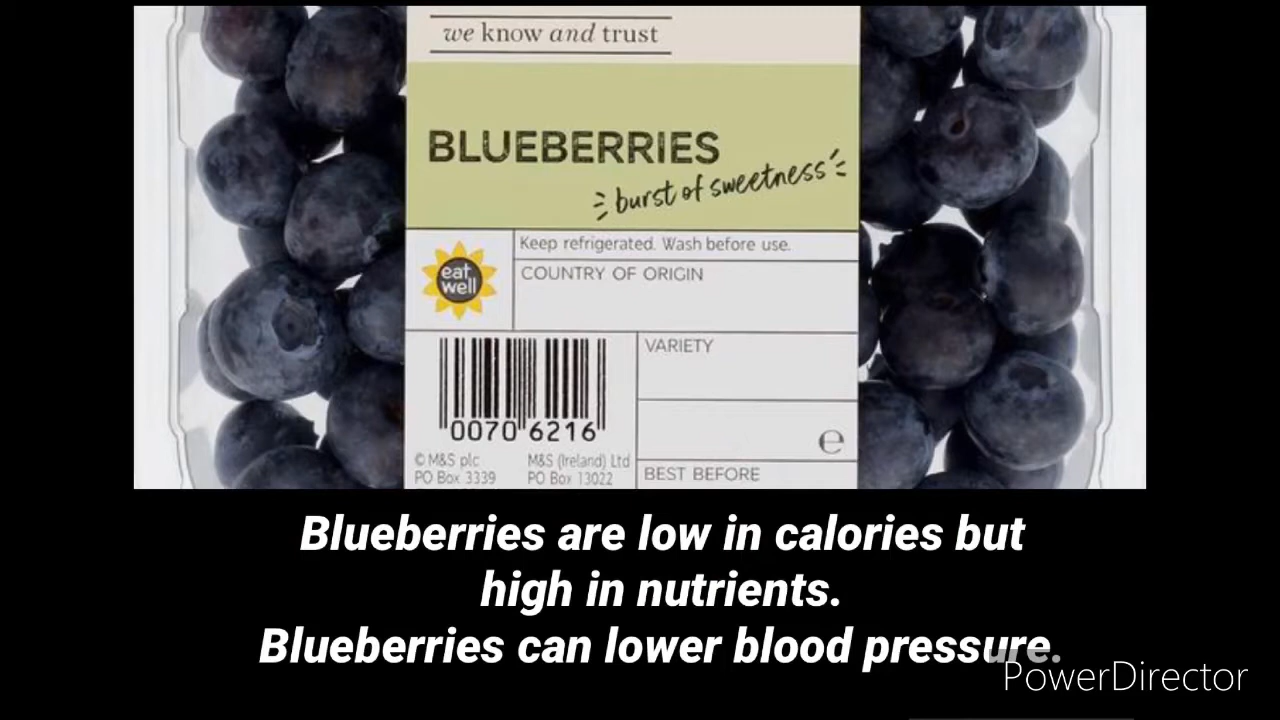 we know and trust
BLUEBERRIES
burst of sweetness
eat
well
Keep refrigerated. Wash before use.
COUNTRY OF ORIGIN
VARIETY
0070 6216
e
© M&S plc
PO Box 3339
M&S (Ireland) Ltd
PO Box 13022
BEST BEFORE
Blueberries are low in calories but
high in nutrients.
Blueberries can lower blood pressure.
PowerDirector